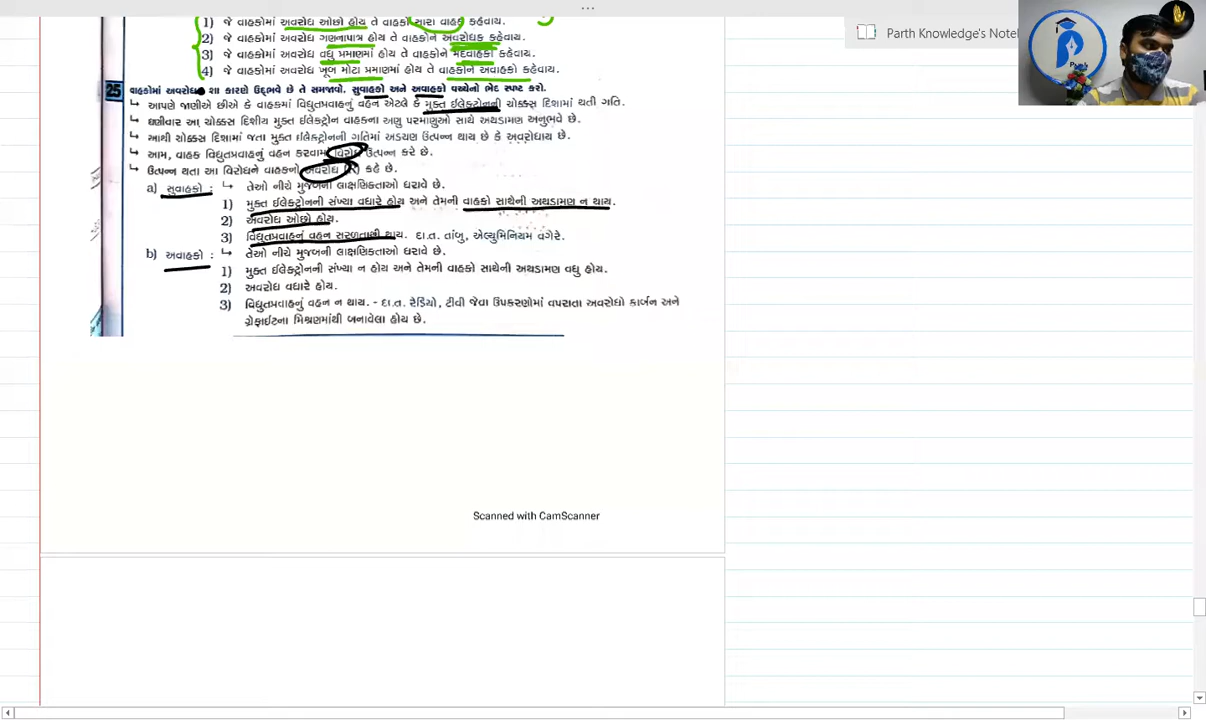 1) જે વાહકોમાં અવરોધ ઓછો હોય તે વાહકો સારા વાહક કહેવાય.
2) જે વાહકોમાં અવરોધ ગણનાપાત્ર હોય તે વાહકોને અવરોધક કહેવાય.
3) જે વાહકોમાં અવરોધ વધુ પ્રમાણમાં હોય તે વાહકોને મંદવાહકો કહેવાય.
4) જે વાહકોમાં અવરોધ ખૂબ મોટા પ્રમાણમાં હોય તે વાહકોને અવાહકો કહેવાય.
25 વાહકોમાં અવરોધ શા કારણે ઉદ્‌ભવે છે તે સમજાવો. સુવાહકો અને અવાહકો વચ્ચેનો ભેદ સ્પષ્ટ કરો.
↳ આપણે જાણીએ છીએ કે વાહકમાં વિદ્યુતપ્રવાહનું વહન એટલે કે મુક્ત ઈલેક્ટ્રોનની ચોક્કસ દિશામાં થતી ગતિ.
↳ ઘણીવાર આ ચોક્કસ દિશીય મુક્ત ઈલેક્ટ્રોન વાહકના અણુ પરમાણુઓ સાથે અથડામણ અનુભવે છે.
↳ આથી ચોક્કસ દિશામાં જતા મુક્ત ઈલેક્ટ્રોનની ગતિમાં અડચણ ઉત્પન્ન થાય છે કે અવરોધાય છે.
↳ આમ, વાહક વિદ્યુતપ્રવાહનું વહન કરવામાં વિરોધ ઉત્પન્ન કરે છે.
↳ ઉત્પન્ન થતા આ વિરોધને વાહકનો અવરોધ (R) કહે છે.
a) સુવાહકો : ↳ તેઓ નીચે મુજબની લાક્ષણિકતાઓ ધરાવે છે.
1) મુક્ત ઈલેક્ટ્રોનની સંખ્યા વધારે હોય અને તેમની વાહકો સાથેની અથડામણ ન થાય.
2) અવરોધ ઓછો હોય.
3) વિદ્યુતપ્રવાહનું વહન સરળતાથી થાય. દા.ત. તાંબુ, એલ્યુમિનિયમ વગેરે.
b) અવાહકો : ↳ તેઓ નીચે મુજબની લાક્ષણિકતાઓ ધરાવે છે.
1) મુક્ત ઈલેક્ટ્રોનની સંખ્યા ન હોય અને તેમની વાહકો સાથેની અથડામણ વધુ હોય.
2) અવરોધ વધારે હોય.
3) વિદ્યુતપ્રવાહનું વહન ન થાય. - દા.ત. રેડિયો, ટીવી જેવા ઉપકરણોમાં વપરાતા અવરોધો કાર્બન અને
ગ્રેફાઈટના મિશ્રણમાંથી બનાવેલા હોય છે.
Scanned with CamScanner
Parth Knowledge's Notel